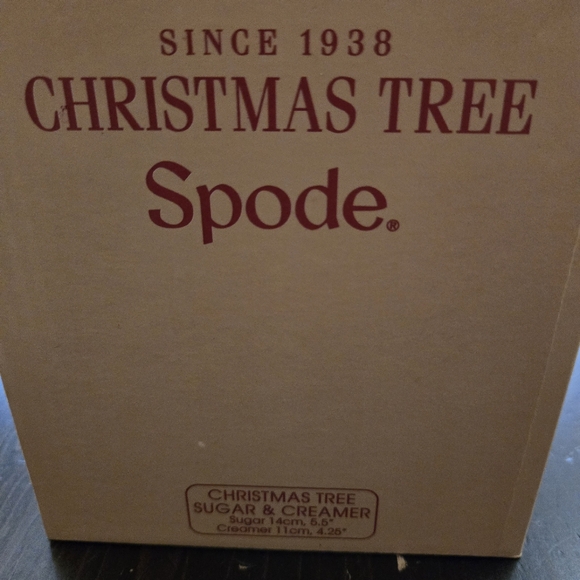 SINCE 1938
CHRISTMAS TREE
Spode®
CHRISTMAS TREE
SUGAR & CREAMER
Sugar 14cm, 5.5"
Creamer 11cm, 4.25"